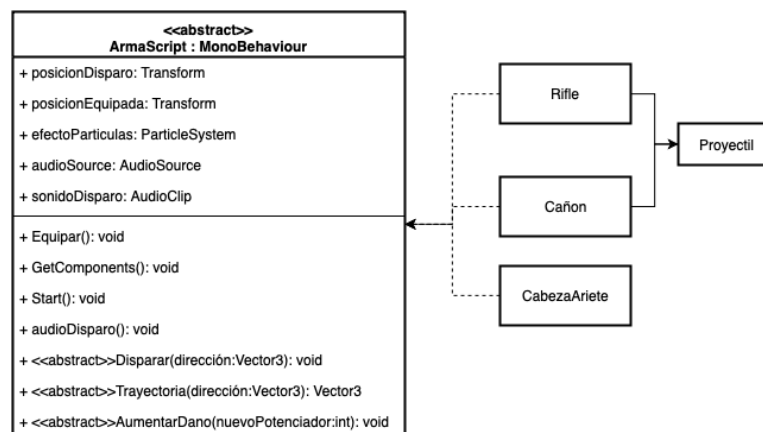 <<abstract>>
ArmaScript : MonoBehaviour
+ posicionDisparo: Transform
+ posicionEquipada: Transform
+ efectoParticulas: ParticleSystem
+ audioSource: AudioSource
+ sonidoDisparo: AudioClip
+ Equipar(): void
+ GetComponents(): void
+ Start(): void
+ audioDisparo(): void
+ <<abstract>>Disparar(dirección:Vector3): void
+ <<abstract>>Trayectoria(dirección:Vector3): Vector3
+ <<abstract>>AumentarDano(nuevoPotenciador:int): void
Rifle
Cañon
CabezaAriete
Proyectil